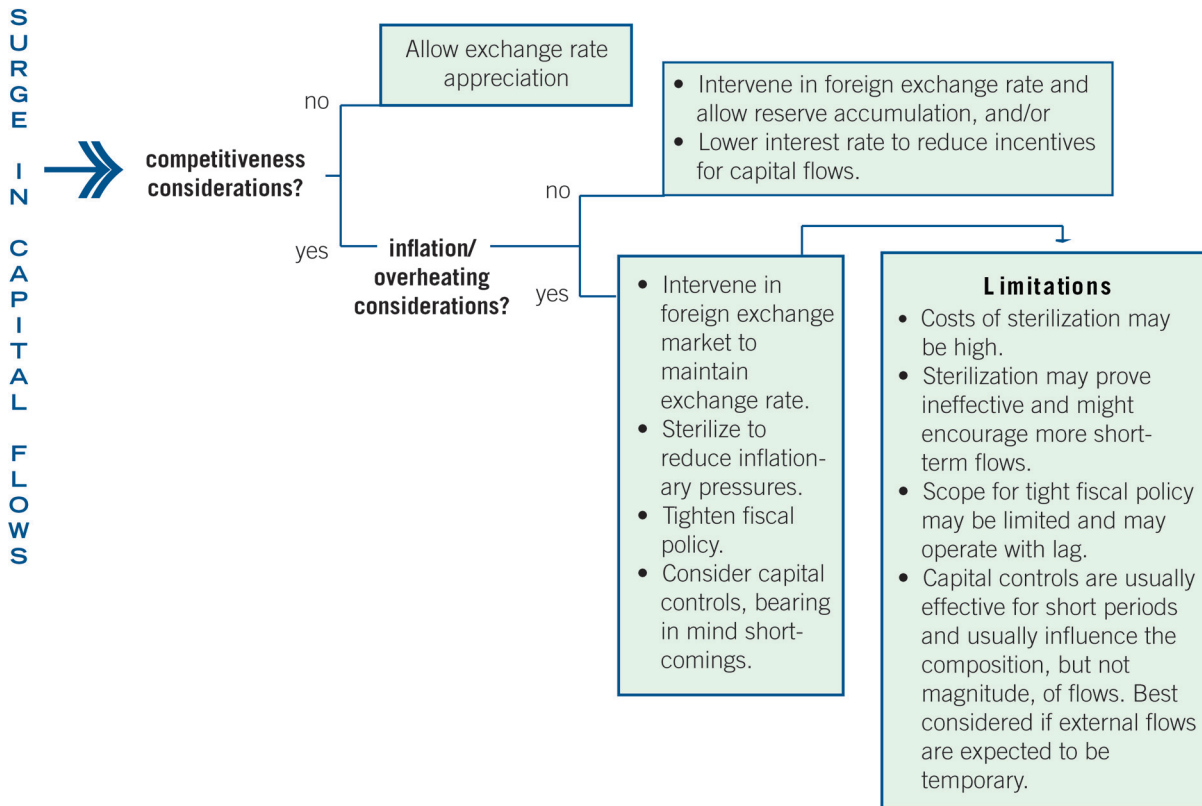 SURGE IN CAPITAL FLOWS
Allow exchange rate
appreciation
no
competitiveness
considerations?
yes
• Intervene in foreign exchange rate and
allow reserve accumulation, and/or
• Lower interest rate to reduce incentives
for capital flows.
no
inflation/
overheating
considerations?
yes
• Intervene in
foreign exchange
market to
maintain
exchange rate.
• Sterilize to
reduce inflation-
ary pressures.
• Tighten fiscal
policy.
• Consider capital
controls, bearing
in mind short-
comings.
Limitations
• Costs of sterilization may
be high.
• Sterilization may prove
ineffective and might
encourage more short-
term flows.
• Scope for tight fiscal policy
may be limited and may
operate with lag.
• Capital controls are usually
effective for short periods
and usually influence the
composition, but not
magnitude, of flows. Best
considered if external flows
are expected to be
temporary.